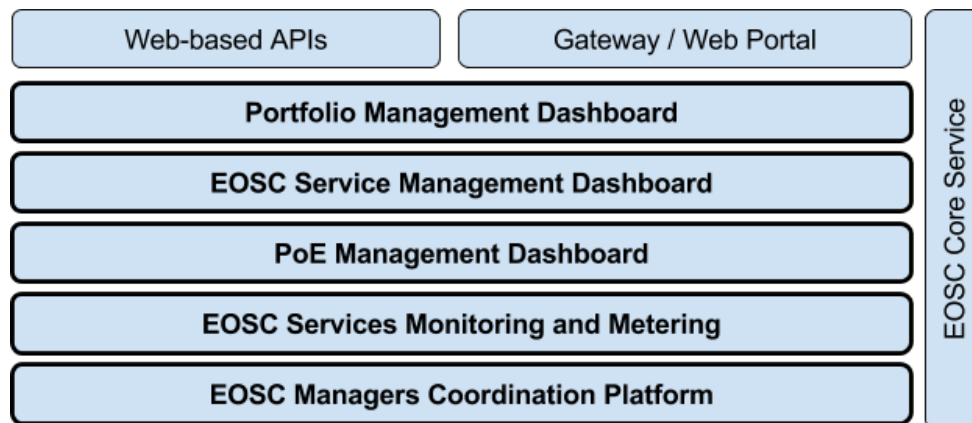 Web-based APIs
Gateway / Web Portal
Portfolio Management Dashboard
EOSC Service Management Dashboard
PoE Management Dashboard
EOSC Services Monitoring and Metering
EOSC Managers Coordination Platform
EOSC Core Service